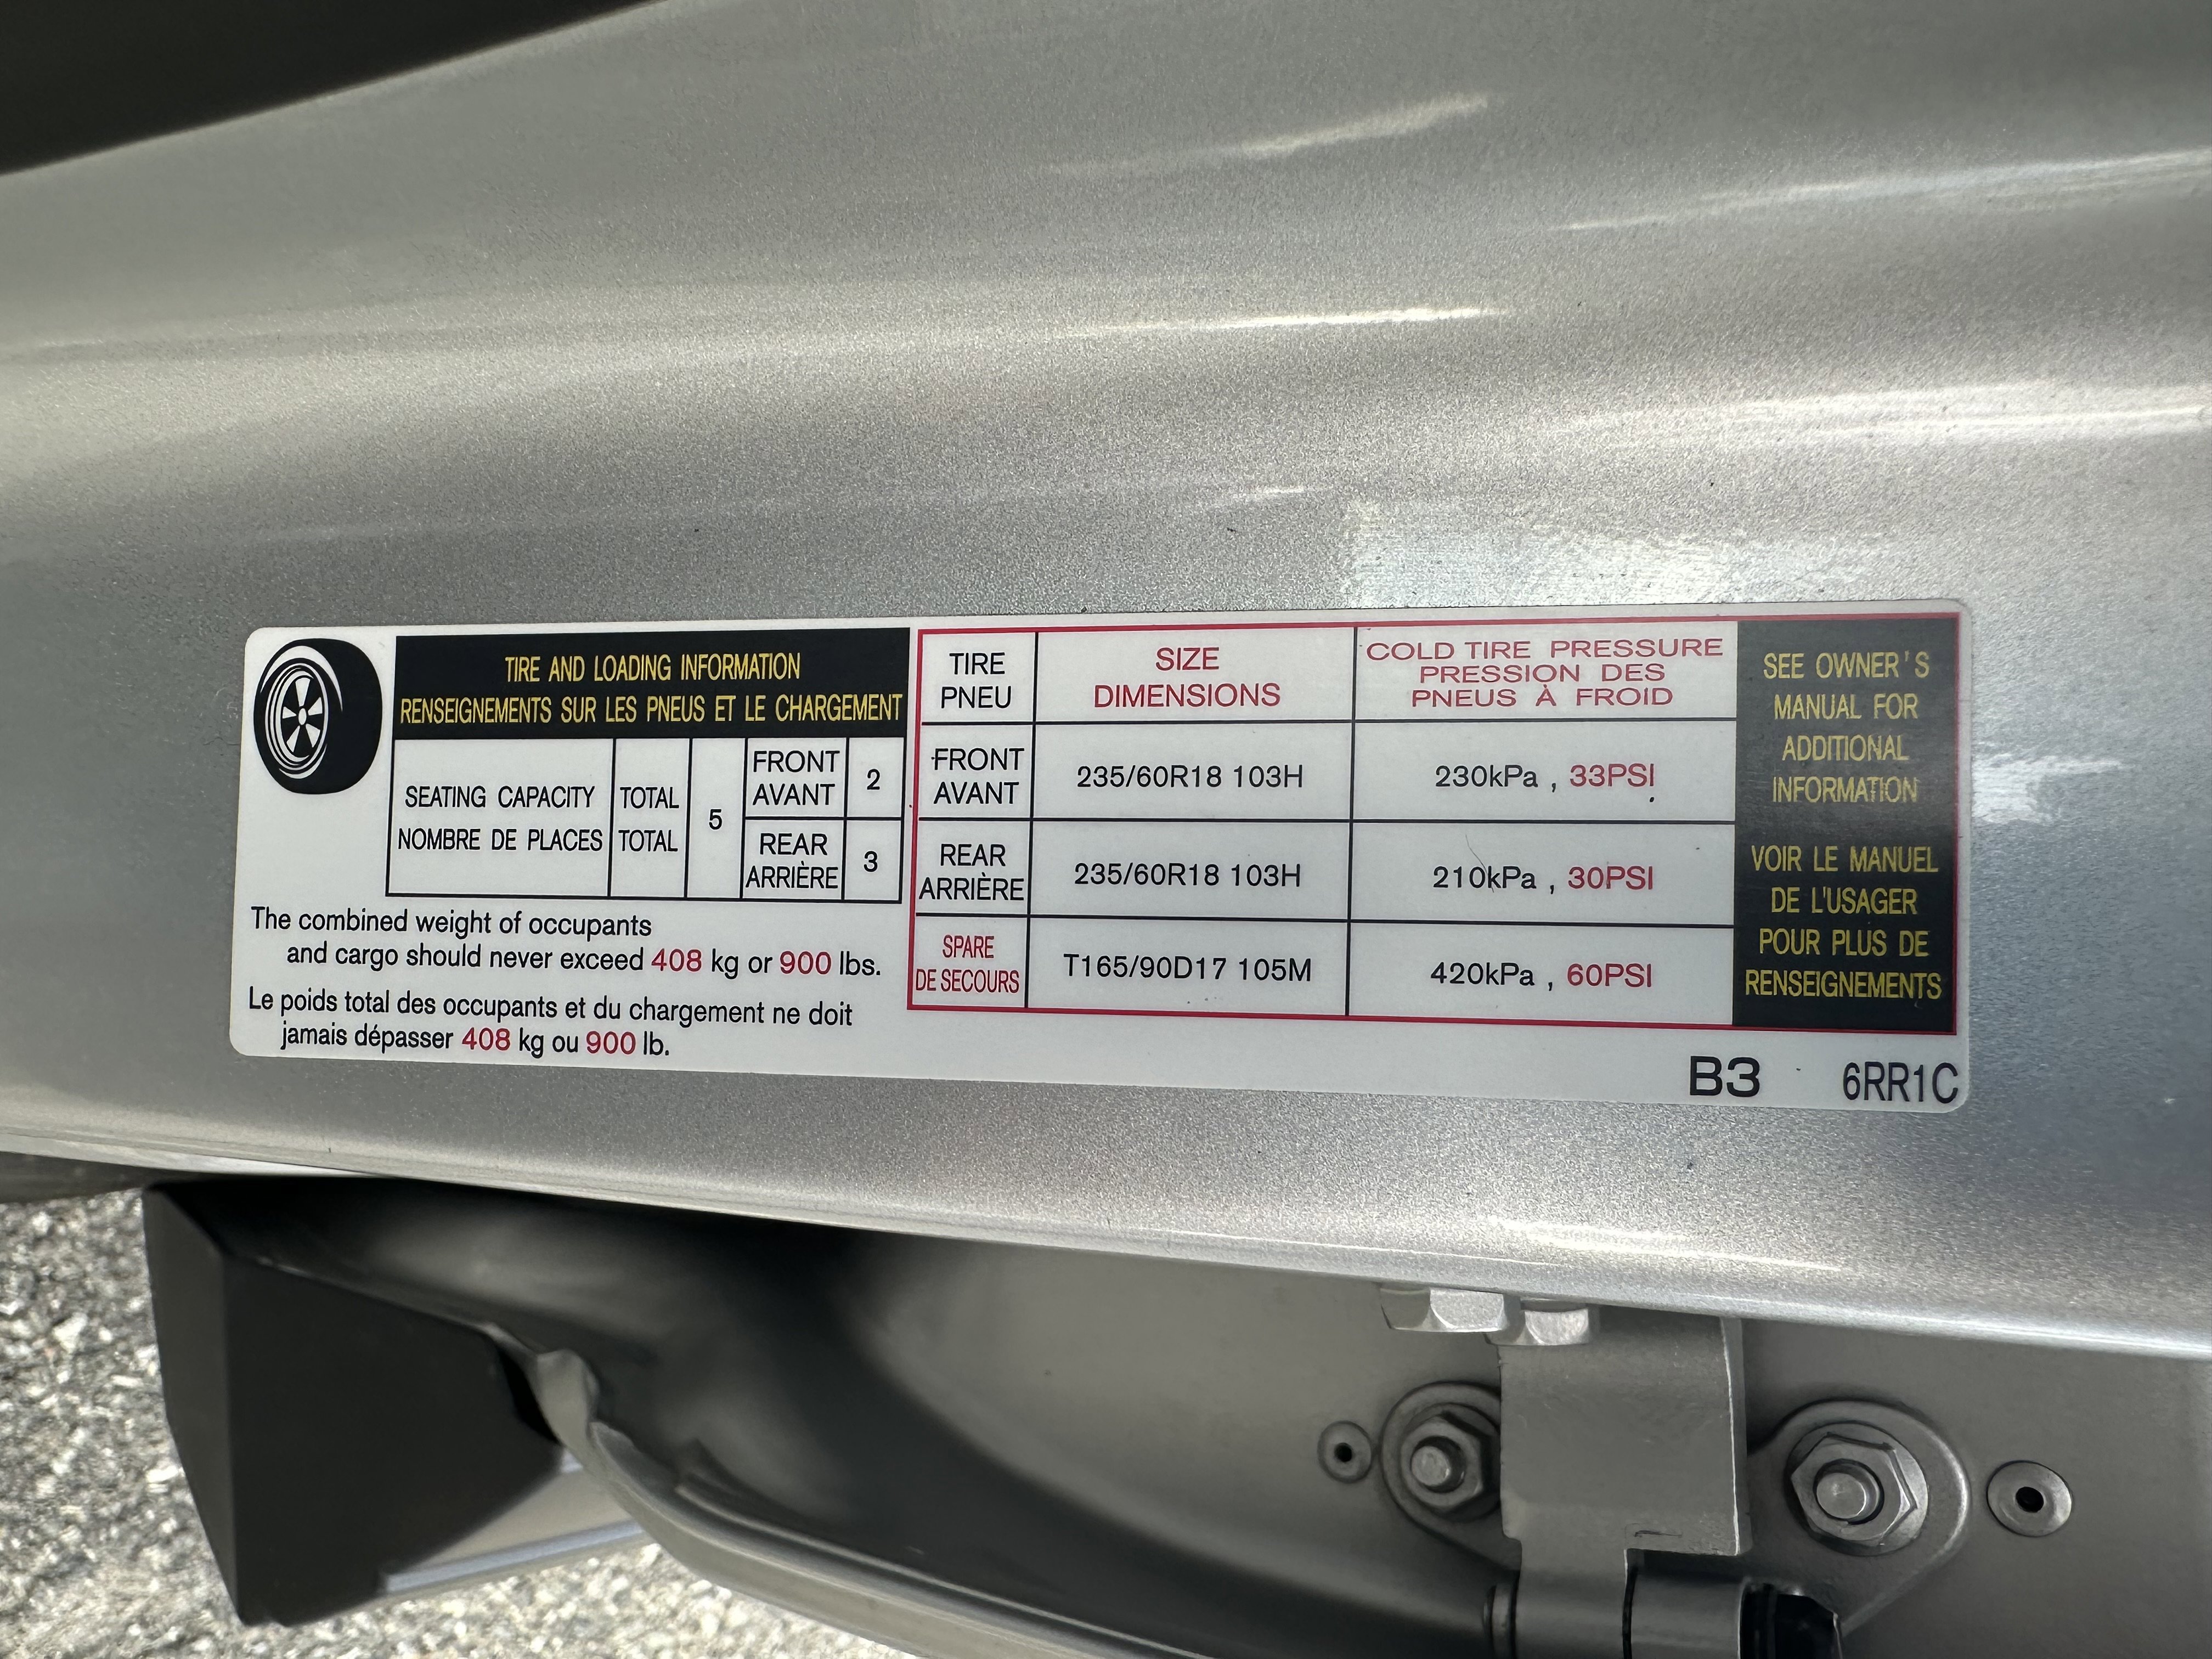 TIRE AND LOADING INFORMATION
RENSEIGNEMENTS SUR LES PNEUS ET LE CHARGEMENT
SEATING CAPACITY
NOMBRE DE PLACES
TOTAL
TOTAL
5
FRONT
AVANT
2
REAR
ARRIÈRE
3
The combined weight of occupants
and cargo should never exceed 408 kg or 900 lbs.
Le poids total des occupants et du chargement ne doit
jamais dépasser 408 kg ou 900 lb.
TIRE
PNEU
SIZE
DIMENSIONS
COLD TIRE PRESSURE
PRESSION DES
PNEUS À FROID
FRONT
AVANT
235/60R18 103H
230kPa , 33PSI
REAR
ARRIÈRE
235/60R18 103H
210kPa , 30PSI
SPARE
DE SECOURS
T165/90D17 105M
420kPa , 60PSI
SEE OWNER'S
MANUAL FOR
ADDITIONAL
INFORMATION
VOIR LE MANUEL
DE L'USAGER
POUR PLUS DE
RENSEIGNEMENTS
B3 6RR1C